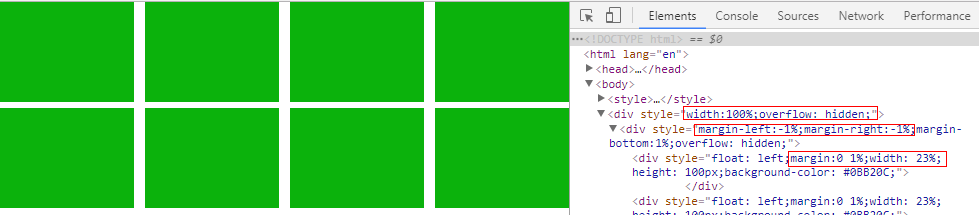 Elements Console Sources Network Performance
•••<!DOCTYPE html> == $0
<html lang="en">
▶<head>…</head>
▼<body>
▶<style>…</style>
▼<div style="width:100%;overflow: hidden;">
▼<div style="margin-left:-1%;margin-right:-1%;margin-
bottom:1%;overflow: hidden;">
<div style="float: left;margin:0 1%;width: 23%;
height: 100px;background-color: #0BB20C;">
</div>
<div style="float: left;margin:0 1%;width: 23%;
height: 100px;background-color: #0BB20C;">